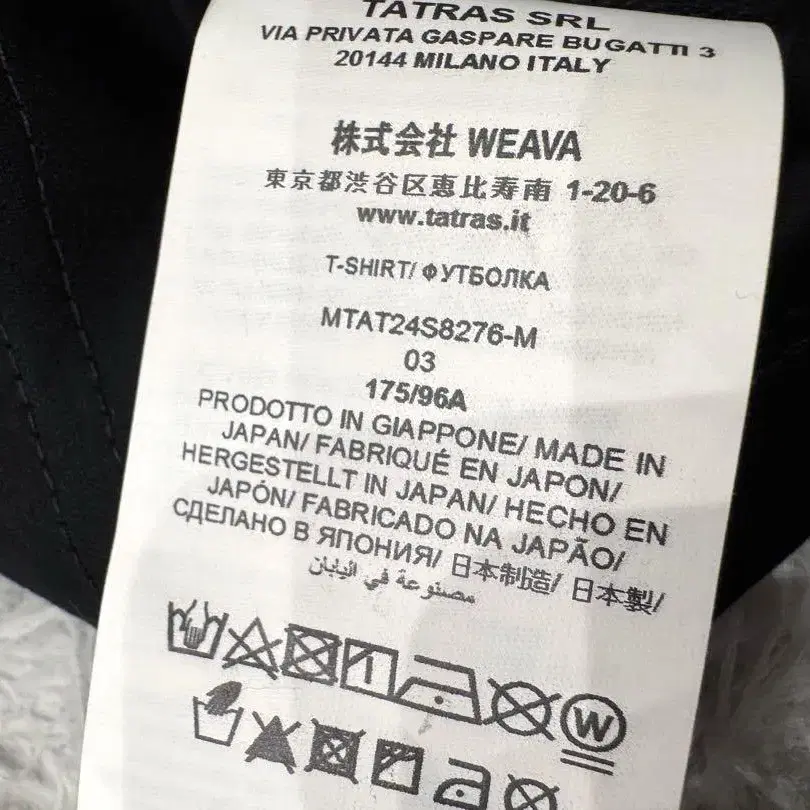 TATRAS SRL
VIA PRIVATA GASPARE BUGATTI 3
20144 MILANO ITALY
株式会社 WEAVA
東京都渋谷区恵比寿南 1-20-6
www.tatras.it
T-SHIRT/ ФУТБОЛКА
MTAT24S8276-M
03
175/96A
PRODOTTO IN GIAPPONE/ MADE IN
JAPAN/ FABRIQUÉ EN JAPON/
HERGESTELLT IN JAPAN/ HECHO EN
JAPÓN/ FABRICADO NA JAPÃO/
СДЕЛАНО В ЯПОНИЯ/ 日本制造/ 日本製/
مصنوعة في اليابان
W